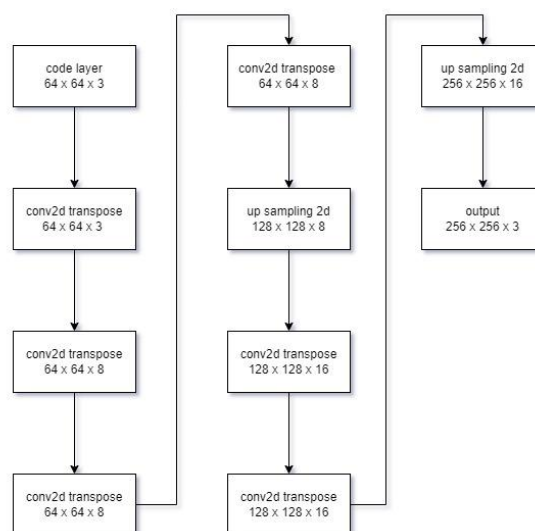 code layer
64 x 64 x 3
conv2d transpose
64 x 64 x 3
conv2d transpose
64 x 64 x 8
conv2d transpose
64 x 64 x 8
conv2d transpose
64 x 64 x 8
up sampling 2d
128 x 128 x 8
conv2d transpose
128 x 128 x 16
conv2d transpose
128 x 128 x 16
up sampling 2d
256 x 256 x 16
output
256 x 256 x 3